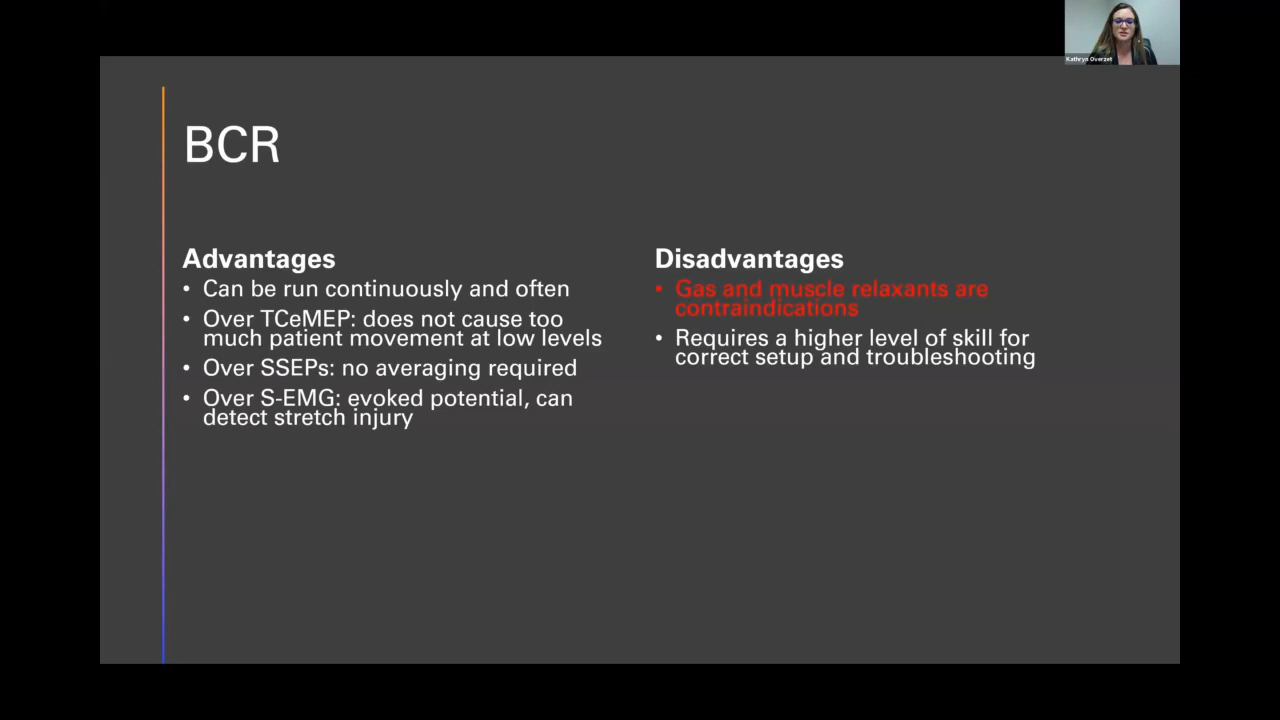 Kathryn Overzet
BCR
Advantages
• Can be run continuously and often
• Over TCeMEP: does not cause too
much patient movement at low levels
• Over SSEPs: no averaging required
• Over S-EMG: evoked potential, can
detect stretch injury
Disadvantages
• Gas and muscle relaxants are
contraindications
• Requires a higher level of skill for
correct setup and troubleshooting